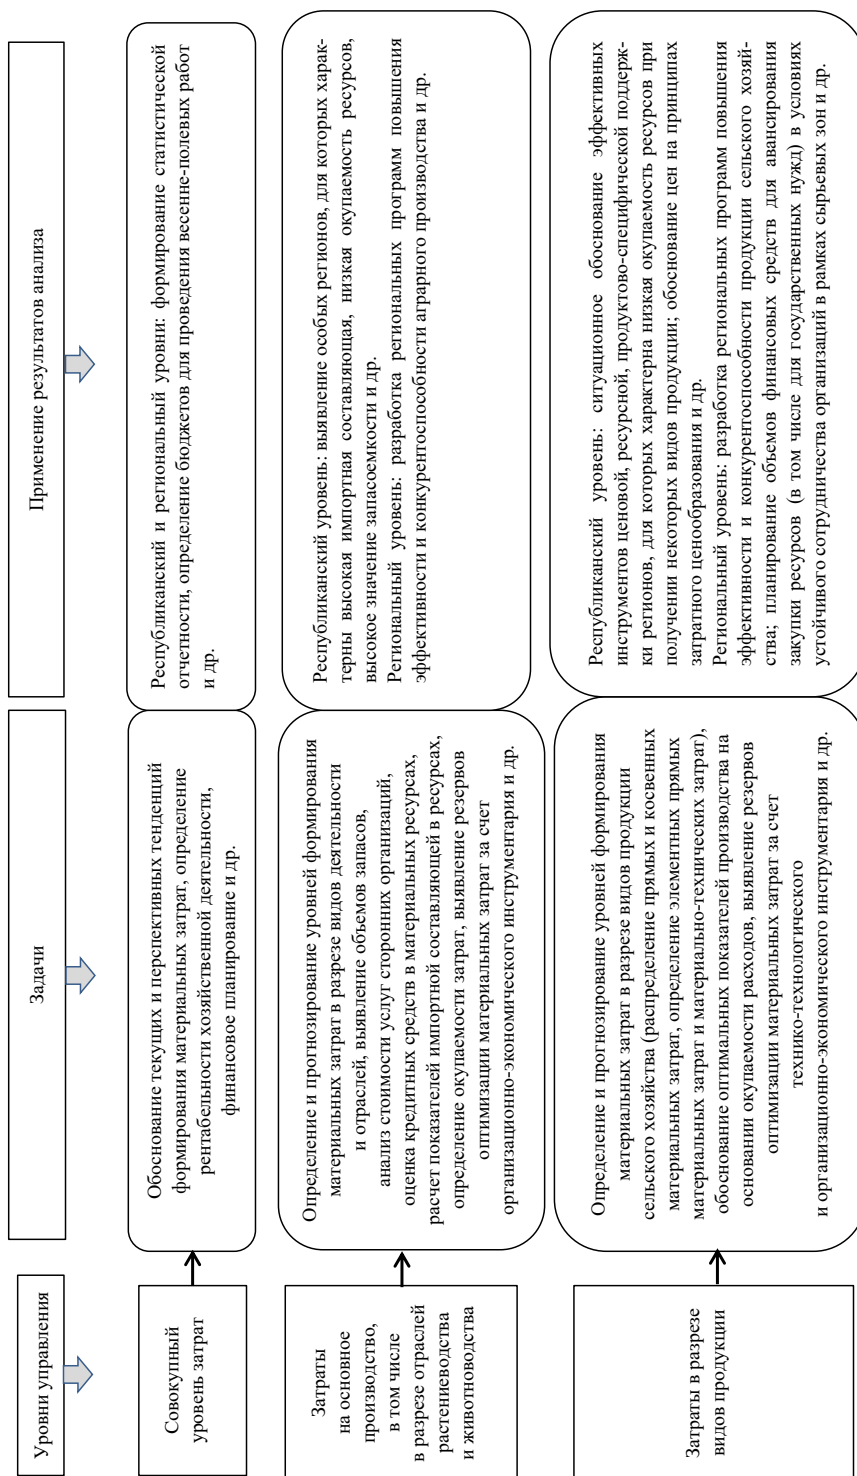 Уровни управления
Задачи
Применение результатов анализа
Совокупный
уровень затрат
Обоснование текущих и перспективных тенденций
формирования материальных затрат, определение
рентабельности хозяйственной деятельности,
финансовое планирование и др.
Республиканский и региональный уровни: формирование статистической
отчетности, определение бюджетов для проведения весенне-полевых работ
и др.
Затраты
на основное
производство,
в том числе
в разрезе отраслей
растениеводства
и животноводства
Определение и прогнозирование уровней формирования
материальных затрат в разрезе видов деятельности
и отраслей, выявление объемов запасов,
анализ стоимости услуг сторонних организаций,
оценка кредитных средств в материальных ресурсах,
расчет показателей импортной составляющей в ресурсах,
определение окупаемости затрат, выявление резервов
оптимизации материальных затрат за счет
организационно-экономического инструментария и др.
Республиканский уровень: выявление особых регионов, для которых харак-
терны высокая импортная составляющая, низкая окупаемость ресурсов,
высокое значение запасоемкости и др.
Региональный уровень: разработка региональных программ повышения
эффективности и конкурентоспособности аграрного производства и др.
Затраты в разрезе
видов продукции
Определение и прогнозирование уровней формирования
материальных затрат в разрезе видов продукции
сельского хозяйства (распределение прямых и косвенных
материальных затрат, определение элементных прямых
материальных затрат и материально-технических затрат),
обоснование оптимальных показателей производства на
основании окупаемости расходов, выявление резервов
оптимизации материальных затрат за счет
технико-технологического
и организационно-экономического инструментария и др.
Республиканский уровень: ситуационное обоснование эффективных
инструментов ценовой, ресурсной, продуктово-специфической поддерж-
ки регионов, для которых характерна низкая окупаемость ресурсов при
получении некоторых видов продукции; обоснование цен на принципах
затратного ценообразования и др.
Региональный уровень: разработка региональных программ повышения
эффективности и конкурентоспособности продукции сельского хозяй-
ства; планирование объемов финансовых средств для авансирования
закупки ресурсов (в том числе для государственных нужд) в условиях
устойчивого сотрудничества организаций в рамках сырьевых зон и др.